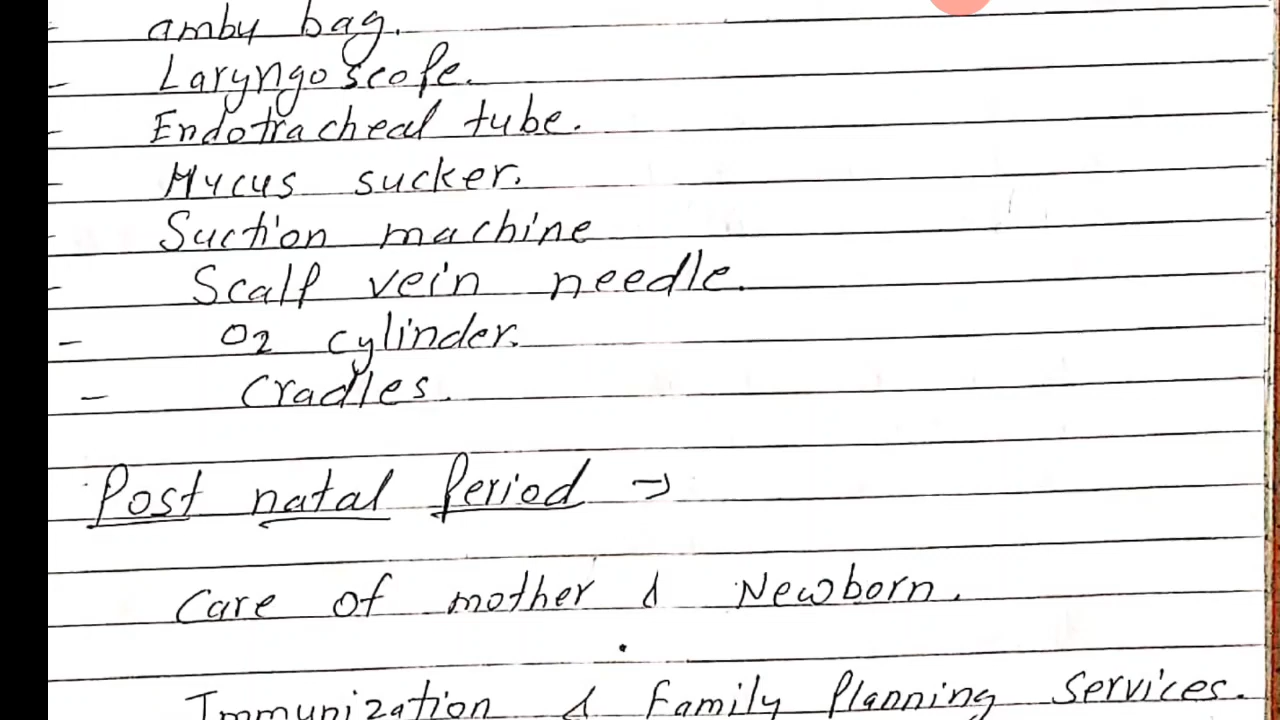 - amby bag.
- Laryngoscope.
- Endotracheal tube.
- Mucus sucker.
- Suction machine
- Scalp vein needle.
- O2 cylinder.
- Cradles.
Post natal Period →
Care of mother & Newborn.
Immunization & Family Planning Services.